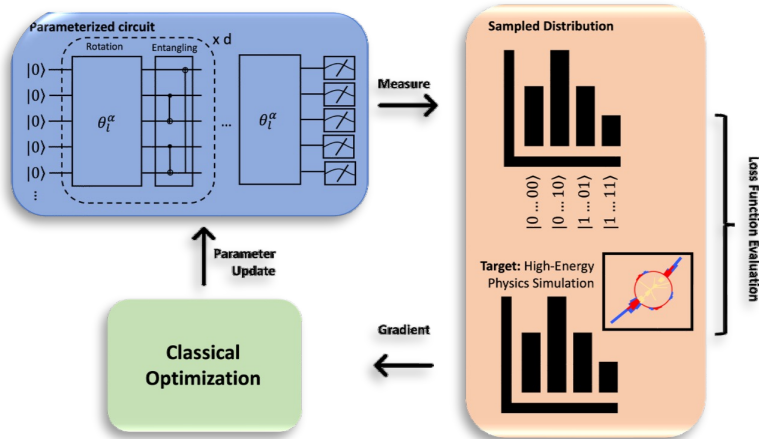 Parameterized circuit
x d
Rotation
Entangling
|0⟩
|0⟩
|0⟩
|0⟩
|0⟩
⋮
θ_l^α
...
θ_l^α
Measure
Sampled Distribution
|0 ... 00⟩
|0 ... 10⟩
|1 ... 01⟩
|1 ... 11⟩
Loss Function Evaluation
Target: High-Energy
Physics Simulation
Gradient
Classical
Optimization
Parameter
Update